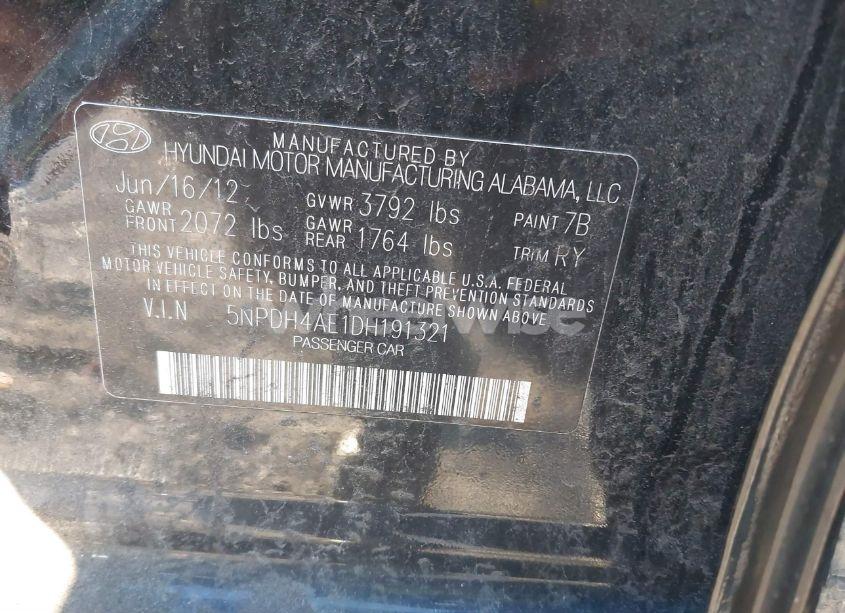 MANUFACTURED BY
HYUNDAI MOTOR MANUFACTURING ALABAMA, LLC
Jun/16/12 GVWR 3792 lbs PAINT 7B
GAWR FRONT 2072 lbs GAWR REAR 1764 lbs TRIM RY
THIS VEHICLE CONFORMS TO ALL APPLICABLE U.S.A. FEDERAL
MOTOR VEHICLE SAFETY, BUMPER, AND THEFT PREVENTION STANDARDS
IN EFFECT ON THE DATE OF MANUFACTURE SHOWN ABOVE
V.I.N 5NPDH4AE1DH191321
PASSENGER CAR